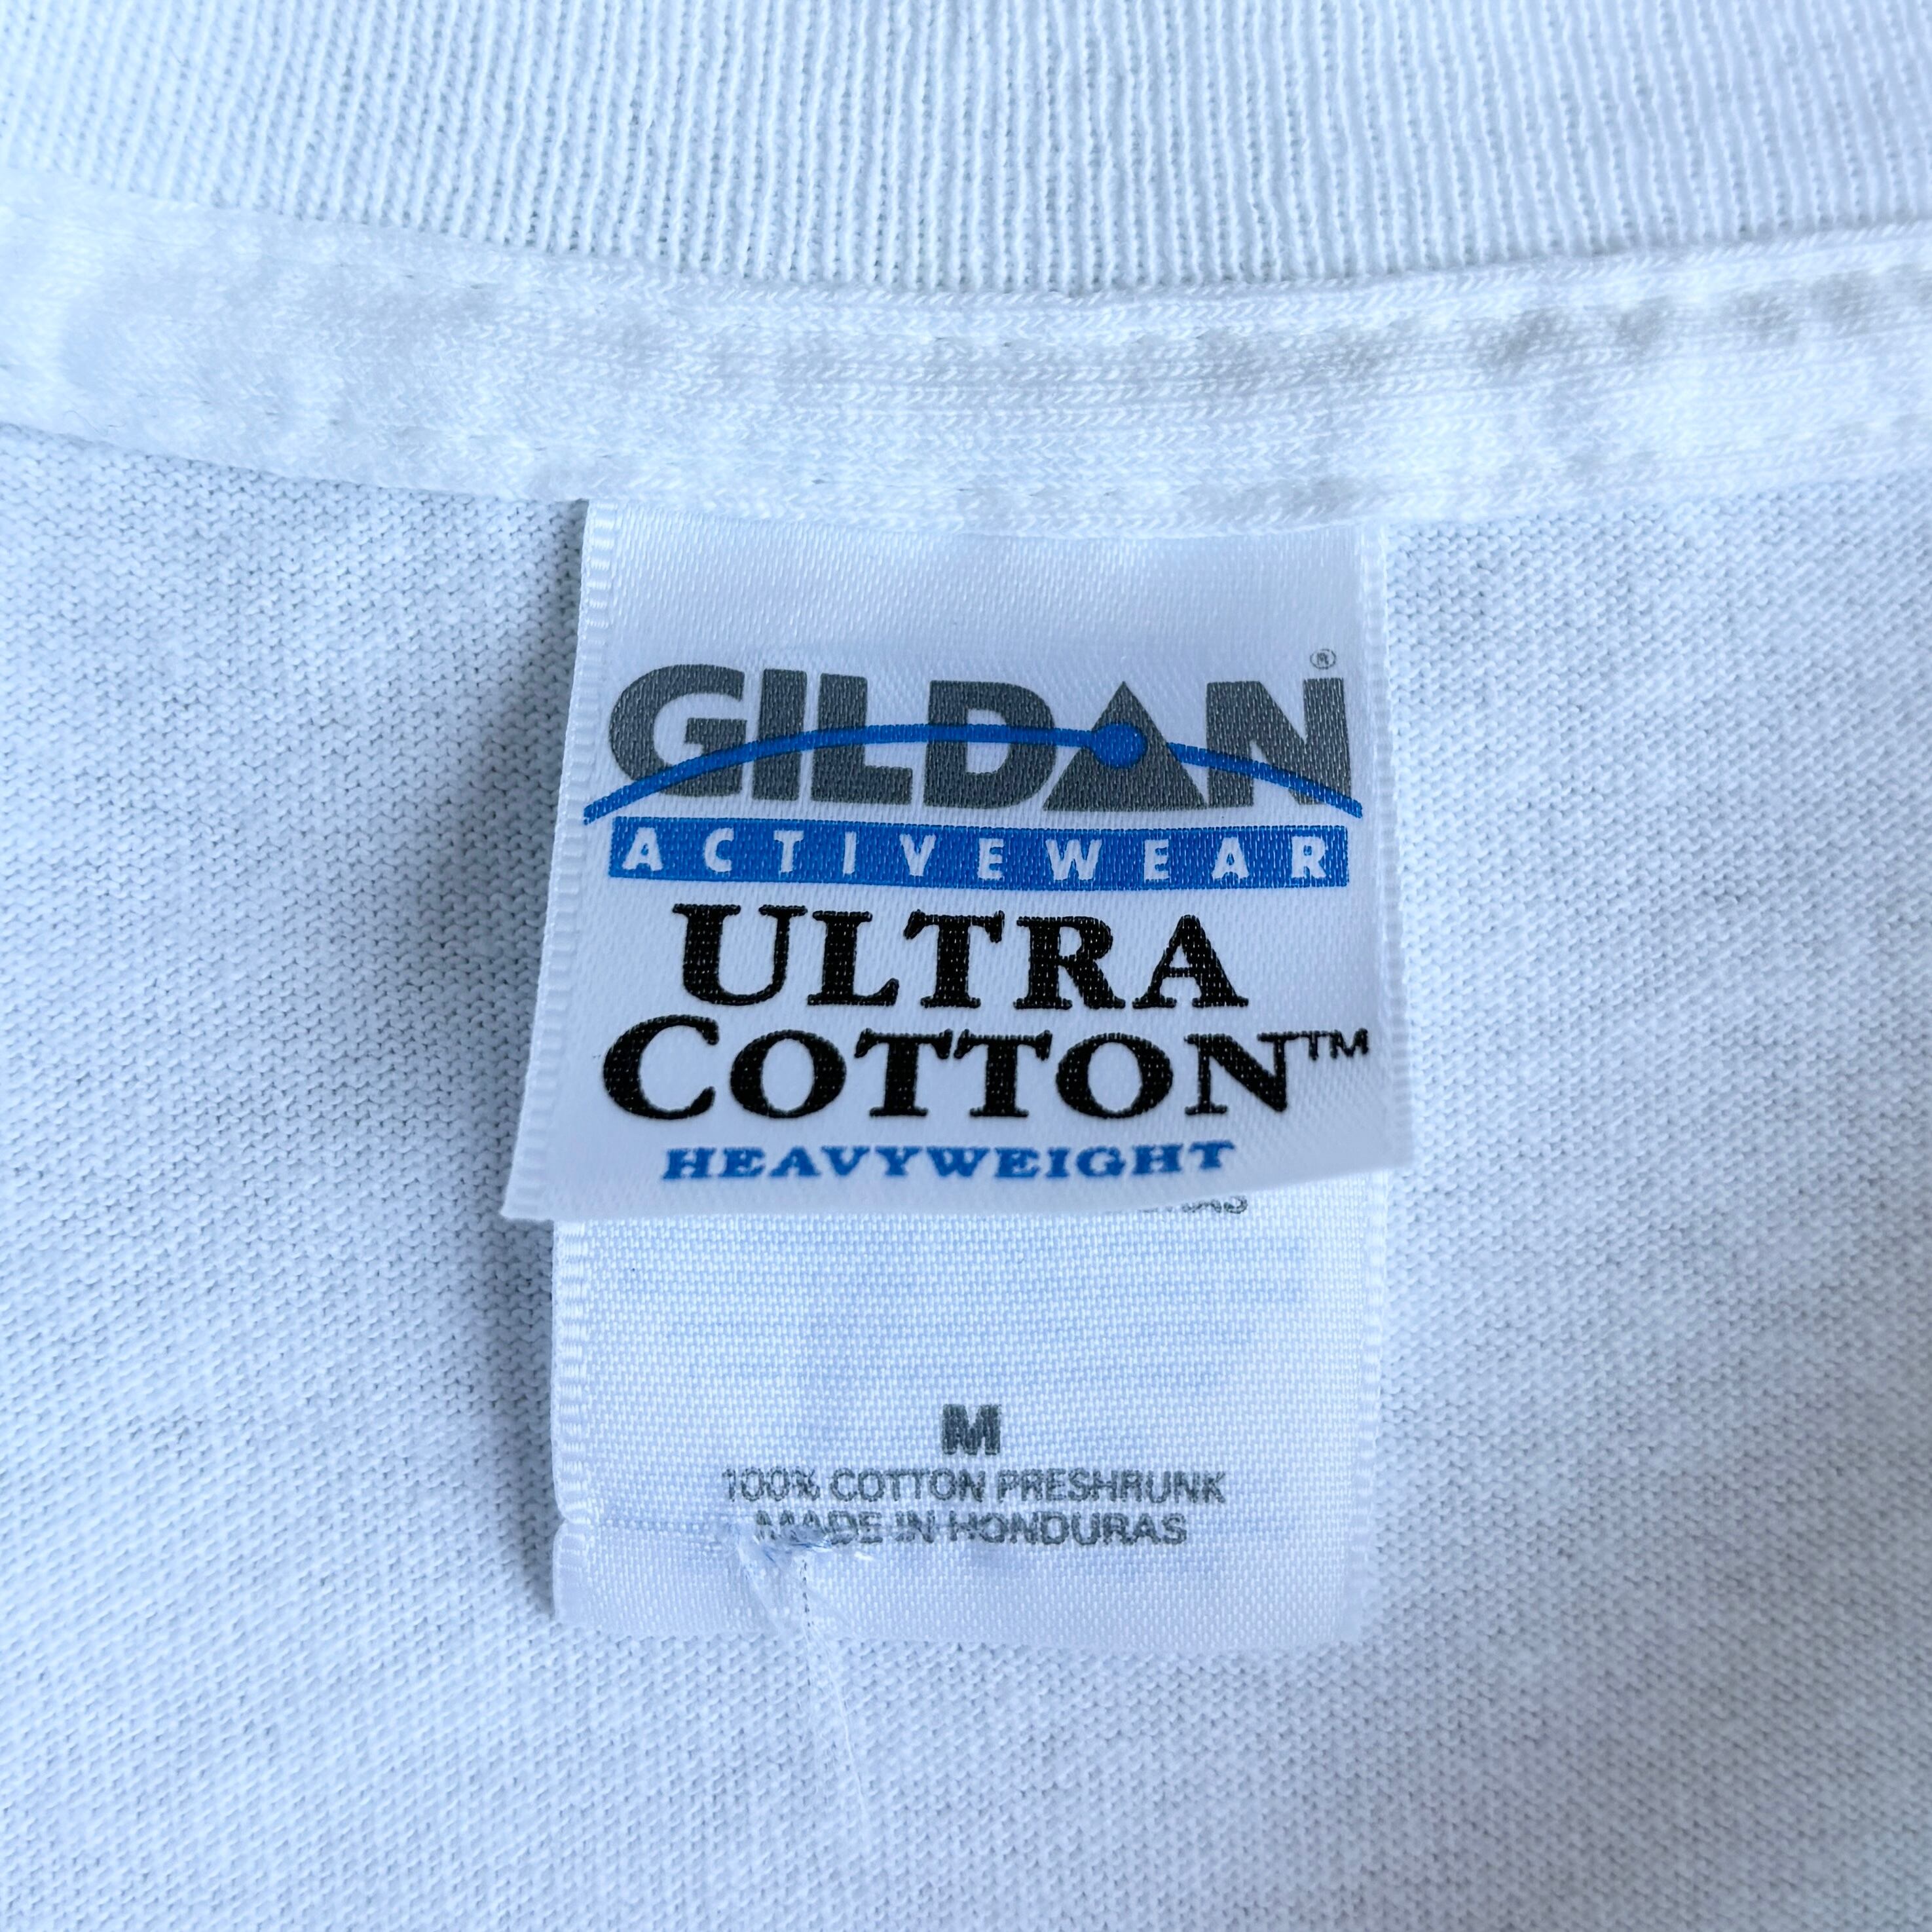 GILDAN®
ACTIVEWEAR
ULTRA
COTTON™
HEAVYWEIGHT
M
100% COTTON PRESHRUNK
MADE IN HONDURAS